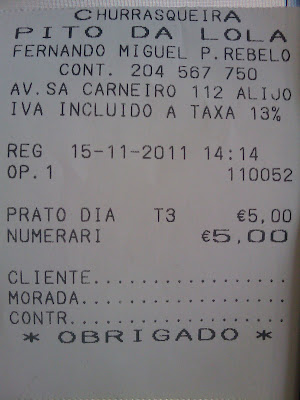 CHURRASQUEIRA
PITO DA LOLA
FERNANDO MIGUEL P.REBELO
CONT. 204 567 750
AV.SA CARNEIRO 112 ALIJO
IVA INCLUIDO A TAXA 13%
REG 15-11-2011 14:14
OP.1 110052
PRATO DIA T3 €5,00
NUMERARI €5,00
CLIENTE....................
MORADA.....................
CONTR......................
* OBRIGADO *